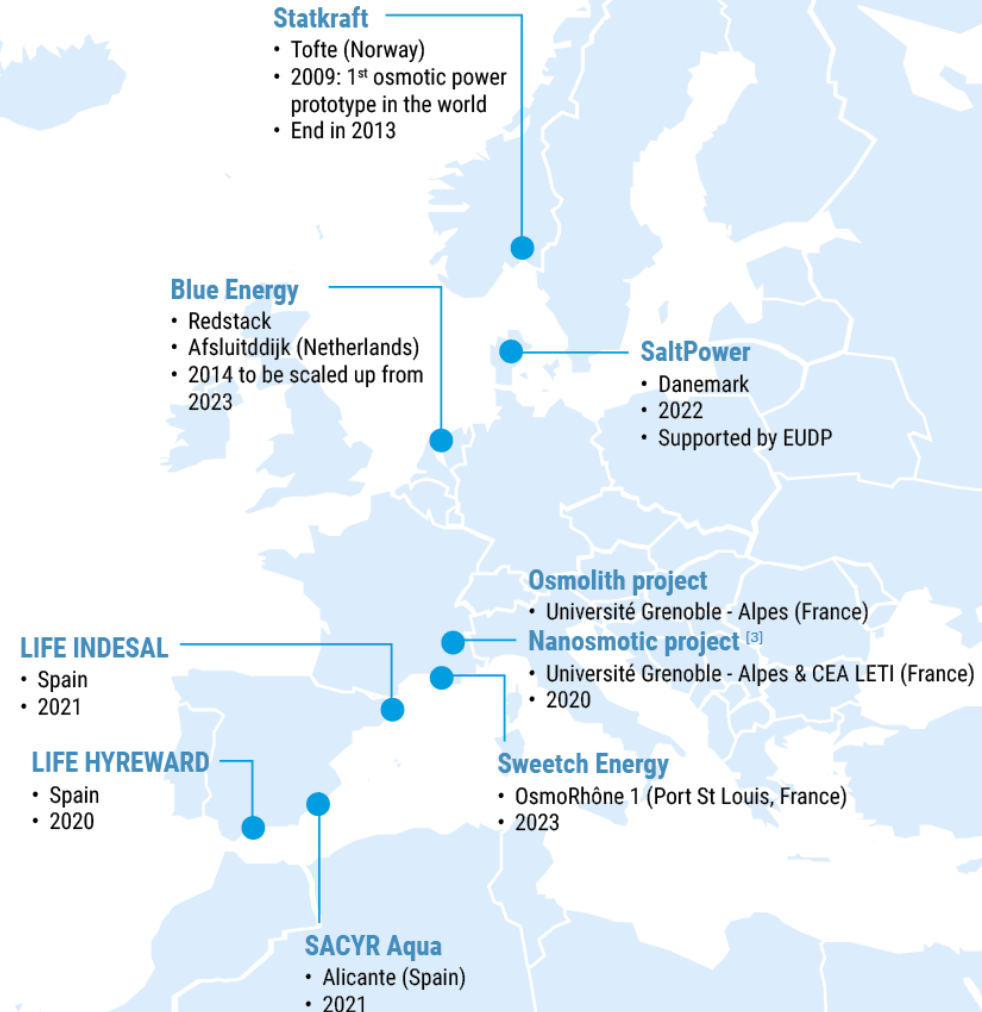 Statkraft
• Tofte (Norway)
• 2009: 1st osmotic power
prototype in the world
• End in 2013
Blue Energy
• Redstack
• Afsluitddijk (Netherlands)
• 2014 to be scaled up from
2023
SaltPower
• Danemark
• 2022
• Supported by EUDP
Osmolith project
• Université Grenoble - Alpes (France)
Nanosmotic project [3]
• Université Grenoble - Alpes & CEA LETI (France)
• 2020
LIFE INDESAL
• Spain
• 2021
LIFE HYREWARD
• Spain
• 2020
Sweetch Energy
• OsmoRhône 1 (Port St Louis, France)
• 2023
SACYR Aqua
• Alicante (Spain)
• 2021